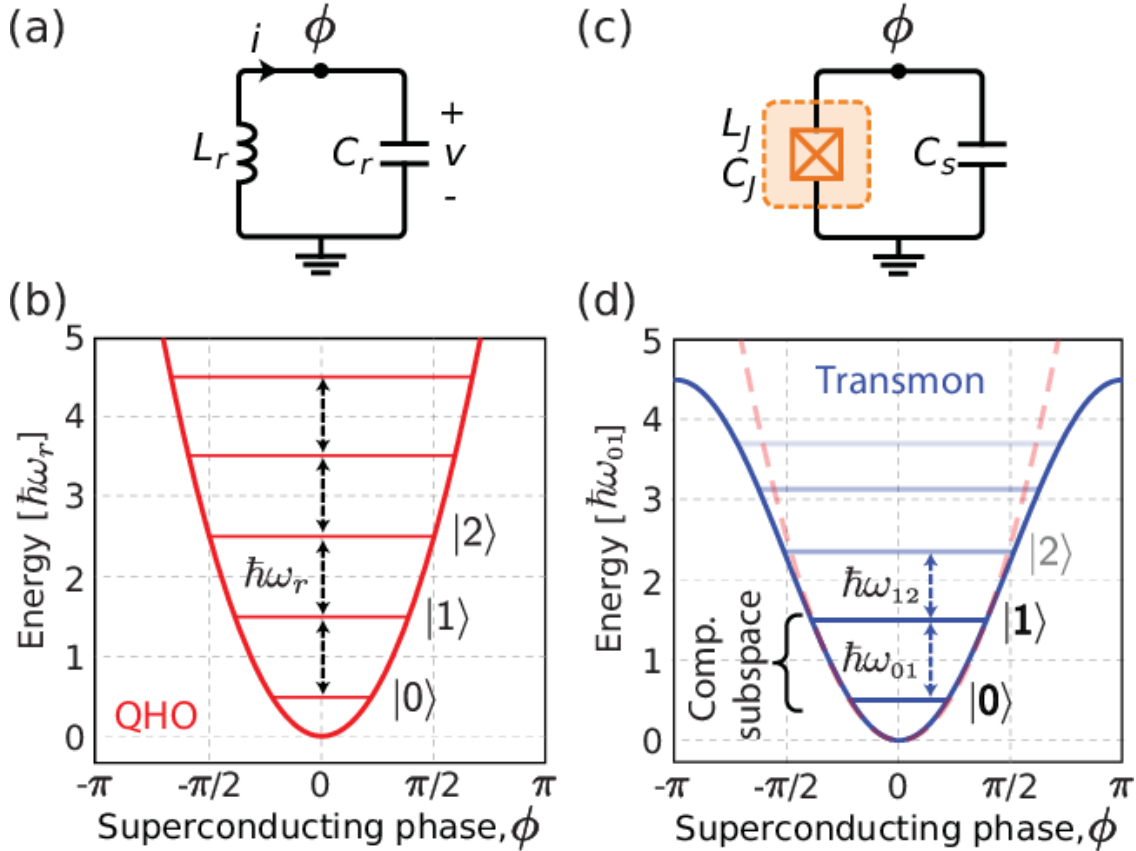 (a)
i
ϕ
L_r
C_r
+
v
-
(c)
ϕ
L_J
C_J
C_s
(b)
5
4
3
2
1
0
Energy [ℏω_r]
|2⟩
ℏω_r
|1⟩
|0⟩
QHO
-π
-π/2
0
π/2
π
Superconducting phase, ϕ
(d)
5
4
3
2
1
0
Energy [ℏω_01]
Transmon
|2⟩
ℏω_12
|1⟩
Comp.
subspace
ℏω_01
|0⟩
-π
-π/2
0
π/2
π
Superconducting phase, ϕ